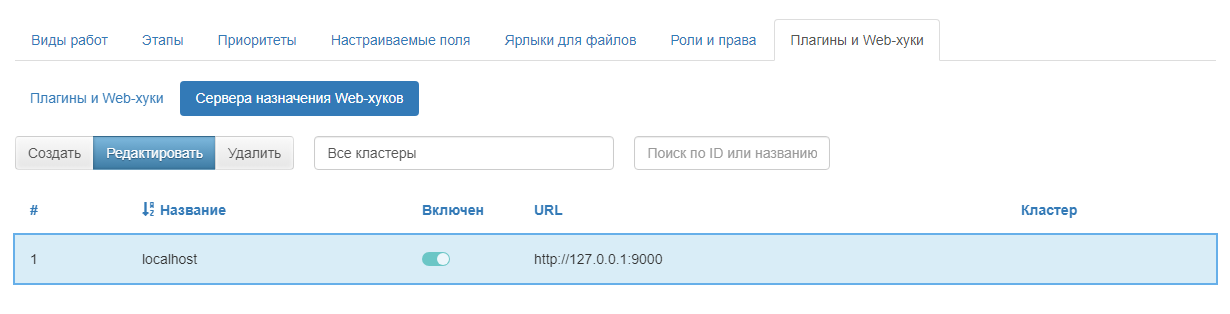 Виды работ Этапы Приоритеты Настраиваемые поля Ярлыки для файлов Роли и права Плагины и Web-хуки
Плагины и Web-хуки Сервера назначения Web-хуков
Создать Редактировать Удалить Все кластеры Поиск по ID или названию
# Название Включен URL Кластер
1 localhost http://127.0.0.1:9000